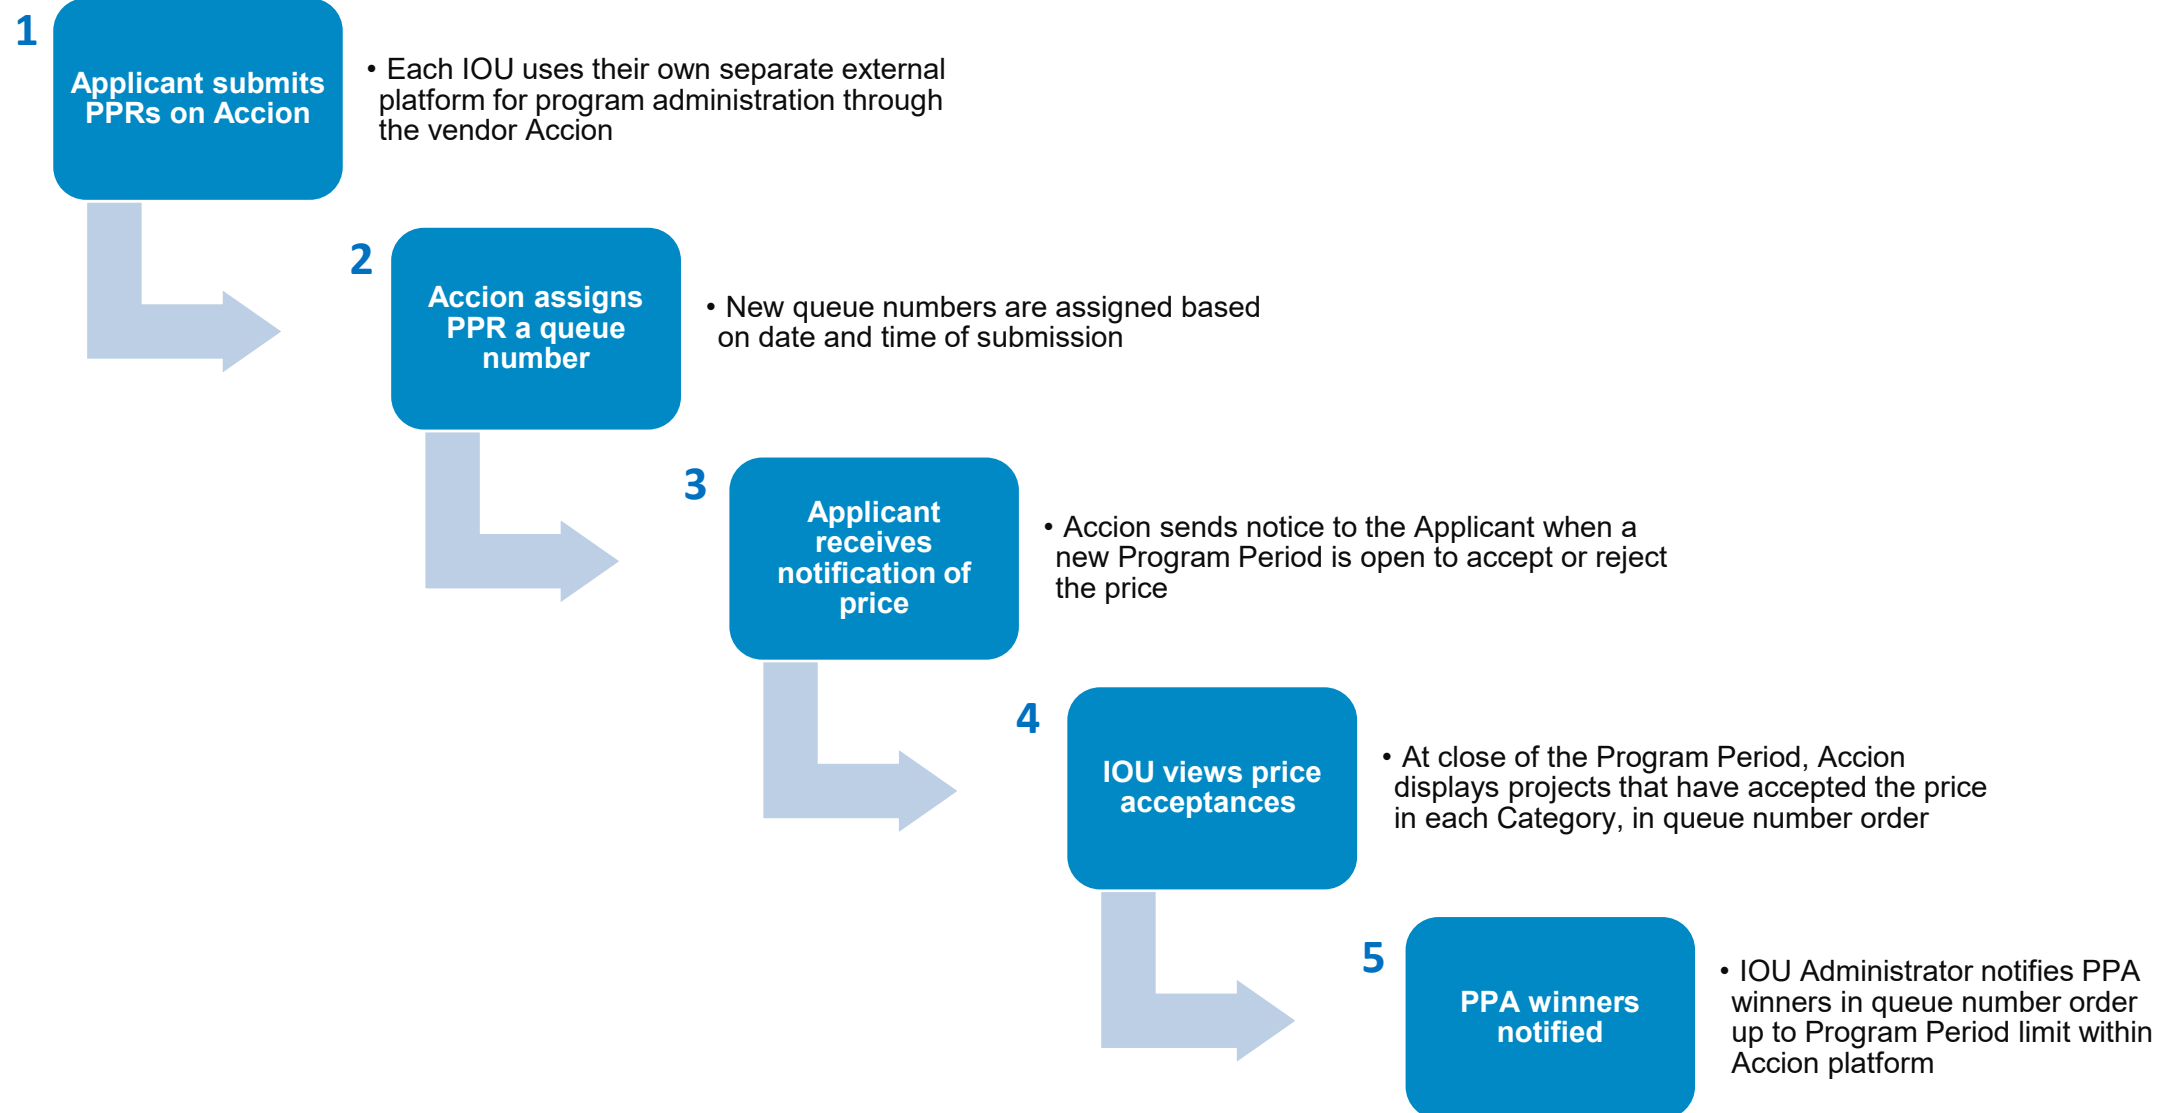 1
Applicant submits
PPRs on Accion
• Each IOU uses their own separate external
platform for program administration through
the vendor Accion
2
Accion assigns
PPR a queue
number
• New queue numbers are assigned based
on date and time of submission
3
Applicant
receives
notification of
price
• Accion sends notice to the Applicant when a
new Program Period is open to accept or reject
the price
4
IOU views price
acceptances
• At close of the Program Period, Accion
displays projects that have accepted the price
in each Category, in queue number order
5
PPA winners
notified
• IOU Administrator notifies PPA
winners in queue number order
up to Program Period limit within
Accion platform